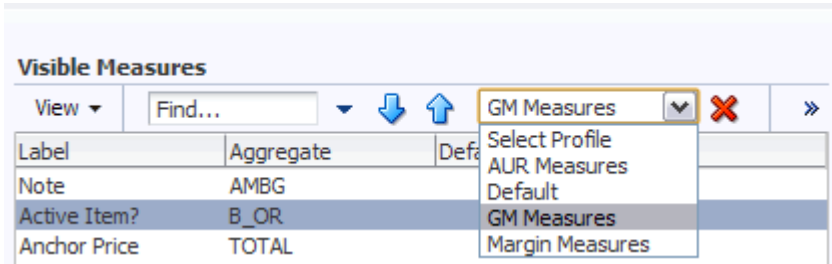 Visible Measures
View Find... GM Measures »
Label Aggregate Defa
Select Profile
AUR Measures
Note AMBG
Default
Active Item? B_OR GM Measures
Anchor Price TOTAL Margin Measures